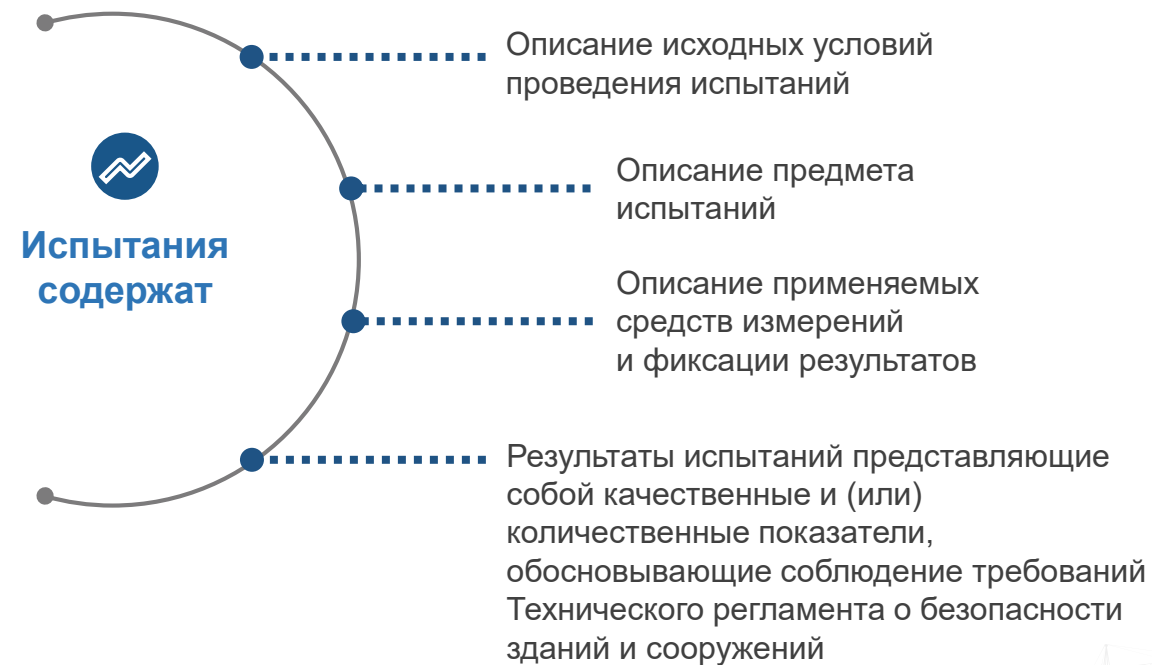 Описание исходных условий
проведения испытаний
Описание предмета
испытаний
Испытания
содержат
Описание применяемых
средств измерений
и фиксации результатов
Результаты испытаний представляющие
собой качественные и (или)
количественные показатели,
обосновывающие соблюдение требований
Технического регламента о безопасности
зданий и сооружений